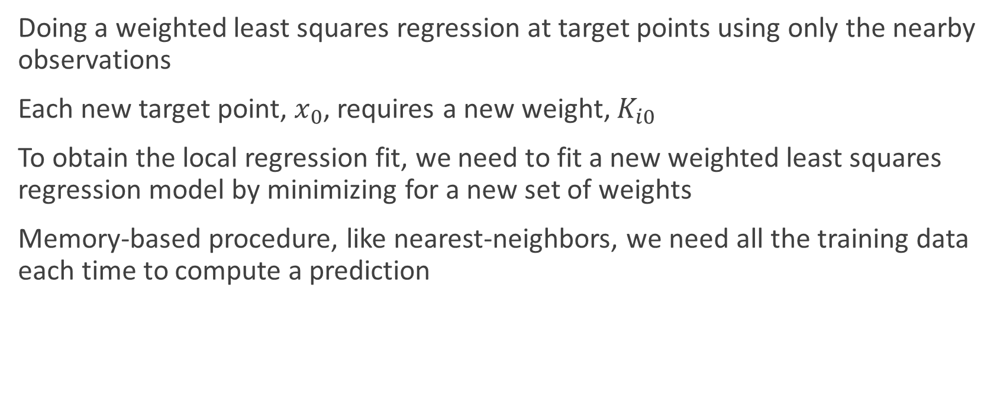 Doing a weighted least squares regression at target points using only the nearby
observations
Each new target point, 𝑥₀, requires a new weight, 𝐾ᵢ₀
To obtain the local regression fit, we need to fit a new weighted least squares
regression model by minimizing for a new set of weights
Memory-based procedure, like nearest-neighbors, we need all the training data
each time to compute a prediction